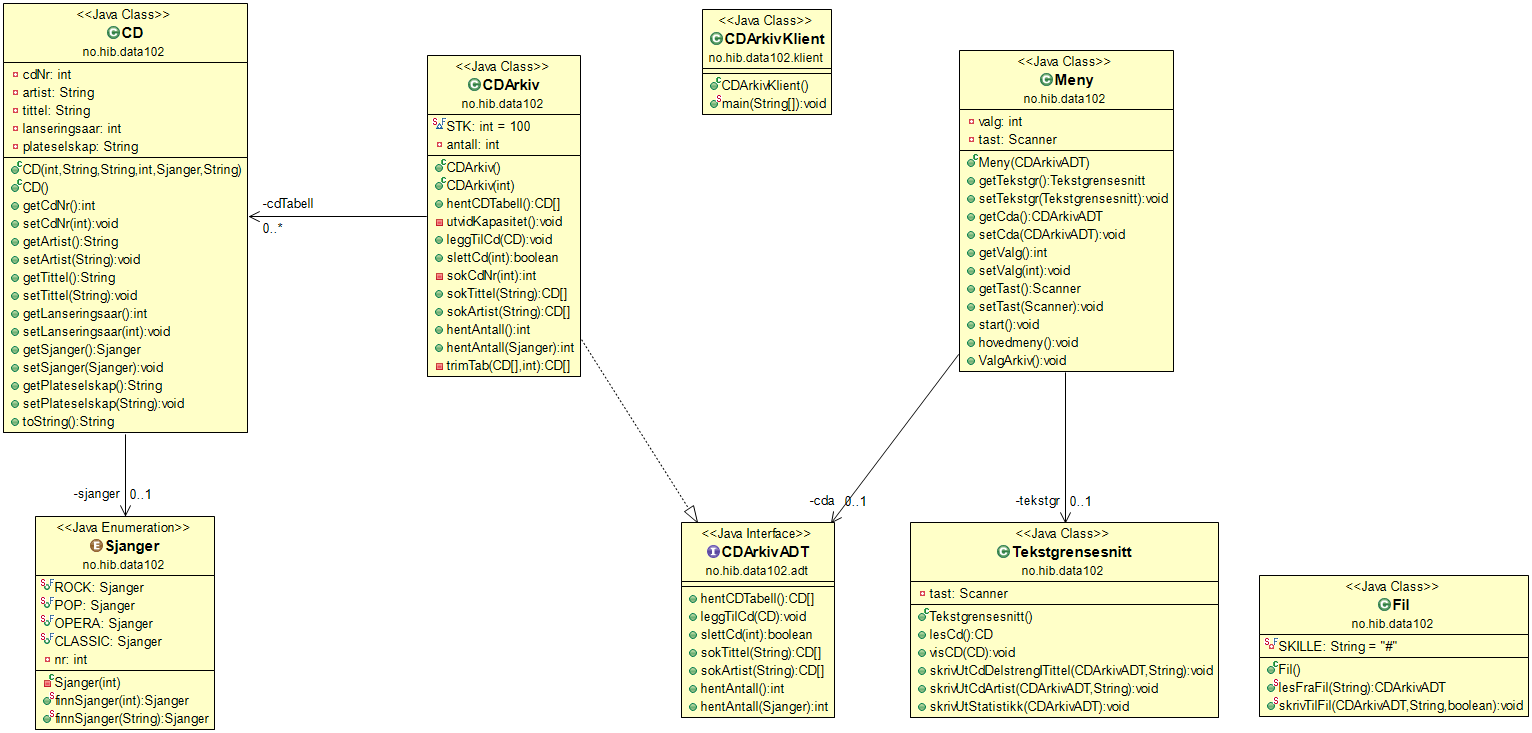 <<Java Class>>
CD
no.hib.data102
cdNr: int
artist: String
tittel: String
lanseringsaar: int
plateselskap: String
CD(int,String,String,int,Sjanger,String)
CD()
getCdNr():int
setCdNr(int):void
getArtist():String
setArtist(String):void
getTittel():String
setTittel(String):void
getLanseringsaar():int
setLanseringsaar(int):void
getSjanger():Sjanger
setSjanger(Sjanger):void
getPlateselskap():String
setPlateselskap(String):void
toString():String
-cdTabell
0..*
<<Java Class>>
CDArkiv
no.hib.data102
STK: int = 100
antall: int
CDArkiv()
CDArkiv(int)
hentCDTabell():CD[]
utvidKapasitet():void
leggTilCd(CD):void
slettCd(int):boolean
sokCdNr(int):int
sokTittel(String):CD[]
sokArtist(String):CD[]
hentAntall():int
hentAntall(Sjanger):int
trimTab(CD[],int):CD[]
<<Java Class>>
CDArkivKlient
no.hib.data102.klient
CDArkivKlient()
main(String[]):void
<<Java Class>>
Meny
no.hib.data102
valg: int
tast: Scanner
Meny(CDArkivADT)
getTekstgr():Tekstgrensesnitt
setTekstgr(Tekstgrensesnitt):void
getCda():CDArkivADT
setCda(CDArkivADT):void
getValg():int
setValg(int):void
getTast():Scanner
setTast(Scanner):void
start():void
hovedmeny():void
ValgArkiv():void
-sjanger 0..1
-cda 0..1
-tekstgr 0..1
<<Java Enumeration>>
Sjanger
no.hib.data102
ROCK: Sjanger
POP: Sjanger
OPERA: Sjanger
CLASSIC: Sjanger
nr: int
Sjanger(int)
finnSjanger(int):Sjanger
finnSjanger(String):Sjanger
<<Java Interface>>
CDArkivADT
no.hib.data102.adt
hentCDTabell():CD[]
leggTilCd(CD):void
slettCd(int):boolean
sokTittel(String):CD[]
sokArtist(String):CD[]
hentAntall():int
hentAntall(Sjanger):int
<<Java Class>>
Tekstgrensesnitt
no.hib.data102
tast: Scanner
Tekstgrensesnitt()
lesCd():CD
visCD(CD):void
skrivUtCdDelstrengITittel(CDArkivADT,String):void
skrivUtCdArtist(CDArkivADT,String):void
skrivUtStatistikk(CDArkivADT):void
<<Java Class>>
Fil
no.hib.data102
SKILLE: String = "#"
Fil()
lesFraFil(String):CDArkivADT
skrivTilFil(CDArkivADT,String,boolean):void